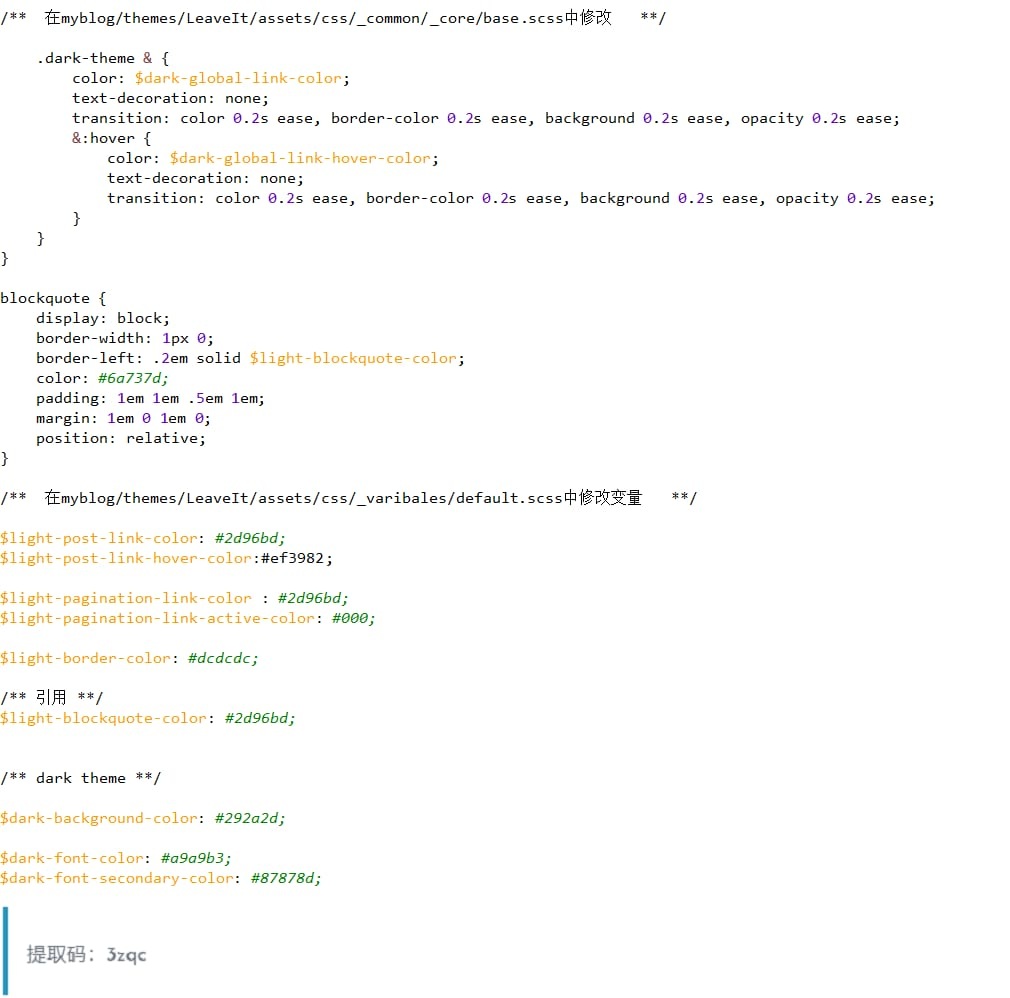 /**  在myblog/themes/LeaveIt/assets/css/_common/_core/base.scss中修改   **/

    .dark-theme & {
        color: $dark-global-link-color;
        text-decoration: none;
        transition: color 0.2s ease, border-color 0.2s ease, background 0.2s ease, opacity 0.2s ease;
        &:hover {
            color: $dark-global-link-hover-color;
            text-decoration: none;
            transition: color 0.2s ease, border-color 0.2s ease, background 0.2s ease, opacity 0.2s ease;
        }
    }
}

blockquote {
    display: block;
    border-width: 1px 0;
    border-left: .2em solid $light-blockquote-color;
    color: #6a737d;
    padding: 1em 1em .5em 1em;
    margin: 1em 0 1em 0;
    position: relative;
}

/**  在myblog/themes/LeaveIt/assets/css/_varibales/default.scss中修改变量   **/

$light-post-link-color: #2d96bd;
$light-post-link-hover-color:#ef3982;

$light-pagination-link-color : #2d96bd;
$light-pagination-link-active-color: #000;

$light-border-color: #dcdcdc;

/** 引用 **/
$light-blockquote-color: #2d96bd;


/** dark theme **/

$dark-background-color: #292a2d;

$dark-font-color: #a9a9b3;
$dark-font-secondary-color: #87878d;

提取码：3zqc